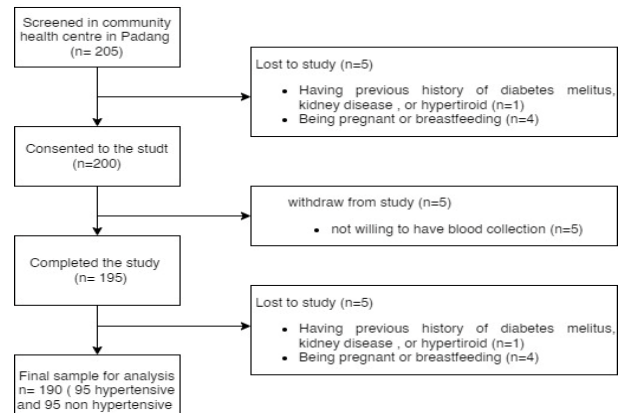 Screened in community
health centre in Padang
(n= 205)
Lost to study (n=5)
• Having previous history of diabetes melitus,
kidney disease , or hypertiroid (n=1)
• Being pregnant or breastfeeding (n=4)
Consented to the studt
(n=200)
withdraw from study (n=5)
• not willing to have blood collection (n=5)
Completed the study
(n= 195)
Lost to study (n=5)
• Having previous history of diabetes melitus,
kidney disease , or hypertiroid (n=1)
• Being pregnant or breastfeeding (n=4)
Final sample for analysis
n= 190 ( 95 hypertensive
and 95 non hypertensive